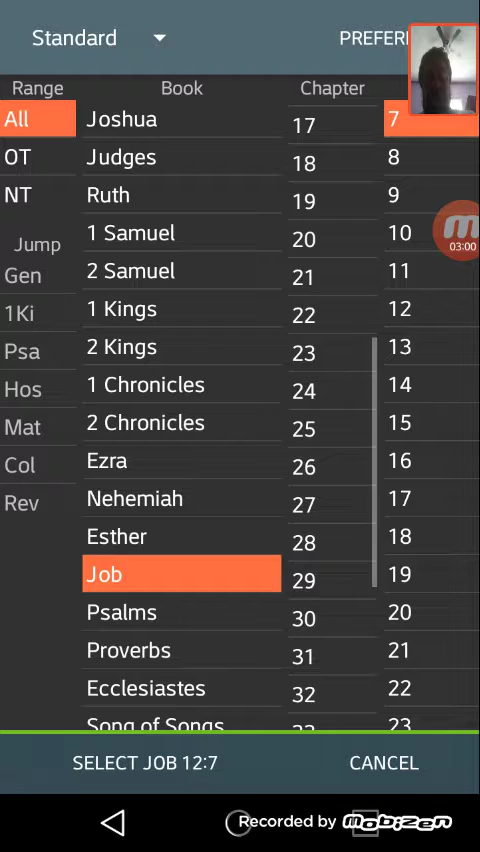 Standard
PREFER
Range Book Chapter
All Joshua 17 7
OT Judges 18 8
NT Ruth 19 9
1 Samuel 20 10
Jump 2 Samuel 21 11
Gen 1 Kings 22 12
1Ki 2 Kings 23 13
Psa 1 Chronicles 24 14
Hos 2 Chronicles 25 15
Mat Ezra 26 16
Col Nehemiah 27 17
Rev Esther 28 18
Job 29 19
Psalms 30 20
Proverbs 31 21
Ecclesiastes 32 22
Song of Songs 33 23
03:00
SELECT JOB 12:7 CANCEL
Recorded by Mobizen